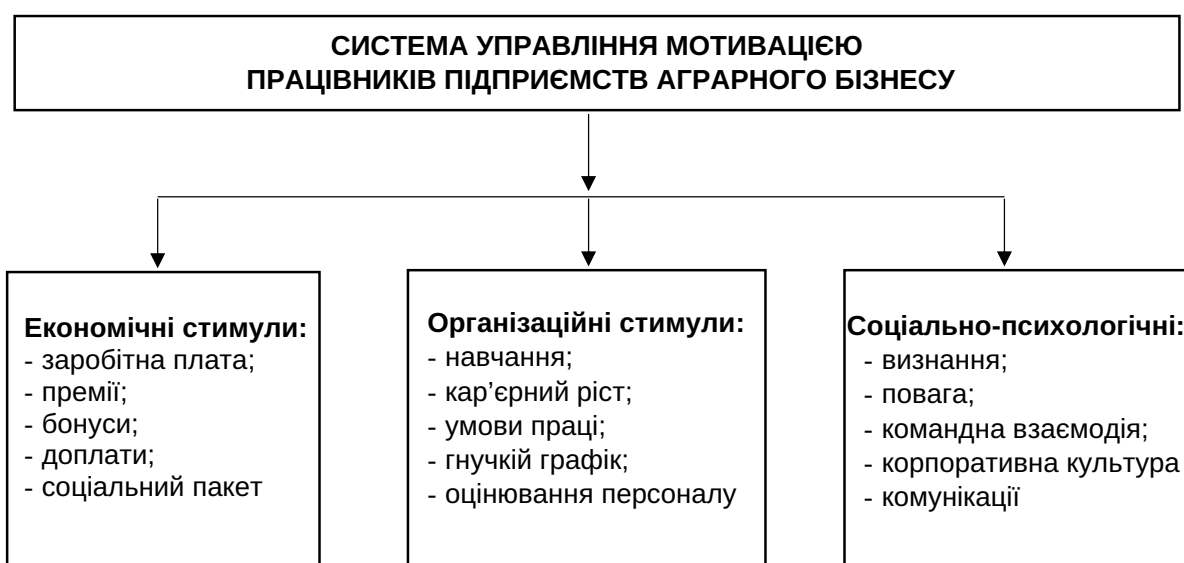 СИСТЕМА УПРАВЛІННЯ МОТИВАЦІЄЮ
ПРАЦІВНИКІВ ПІДПРИЄМСТВ АГРАРНОГО БІЗНЕСУ
Економічні стимули:
- заробітна плата;
- премії;
- бонуси;
- доплати;
- соціальний пакет
Організаційні стимули:
- навчання;
- кар’єрний ріст;
- умови праці;
- гнучкій графік;
- оцінювання персоналу
Соціально-психологічні:
- визнання;
- повага;
- командна взаємодія;
- корпоративна культура
- комунікації